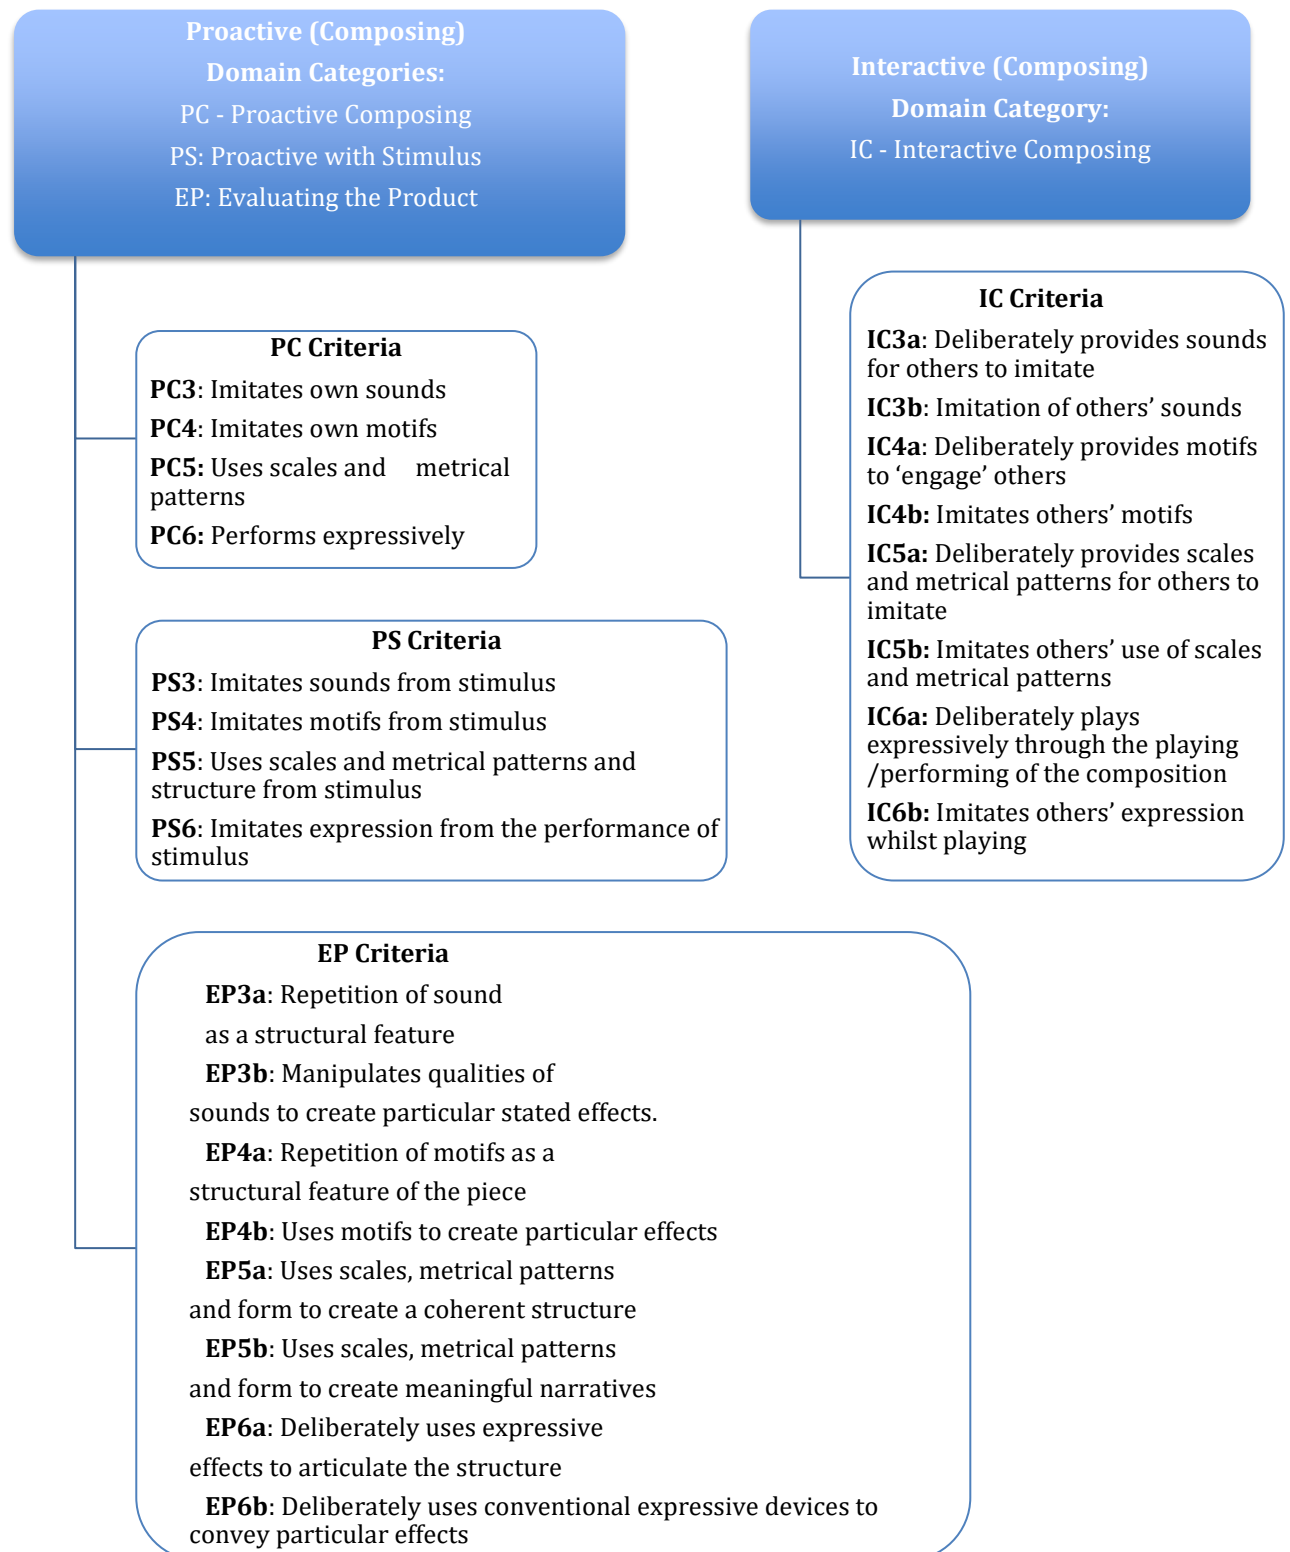 Proactive (Composing)
Domain Categories:
PC - Proactive Composing
PS: Proactive with Stimulus
EP: Evaluating the Product
Interactive (Composing)
Domain Category:
IC - Interactive Composing
PC Criteria
PC3: Imitates own sounds
PC4: Imitates own motifs
PC5: Uses scales and metrical
patterns
PC6: Performs expressively
PS Criteria
PS3: Imitates sounds from stimulus
PS4: Imitates motifs from stimulus
PS5: Uses scales and metrical patterns and
structure from stimulus
PS6: Imitates expression from the performance of
stimulus
EP Criteria
EP3a: Repetition of sound
as a structural feature
EP3b: Manipulates qualities of
sounds to create particular stated effects.
EP4a: Repetition of motifs as a
structural feature of the piece
EP4b: Uses motifs to create particular effects
EP5a: Uses scales, metrical patterns
and form to create a coherent structure
EP5b: Uses scales, metrical patterns
and form to create meaningful narratives
EP6a: Deliberately uses expressive
effects to articulate the structure
EP6b: Deliberately uses conventional expressive devices to
convey particular effects
IC Criteria
IC3a: Deliberately provides sounds
for others to imitate
IC3b: Imitation of others’ sounds
IC4a: Deliberately provides motifs
to ‘engage’ others
IC4b: Imitates others’ motifs
IC5a: Deliberately provides scales
and metrical patterns for others to
imitate
IC5b: Imitates others’ use of scales
and metrical patterns
IC6a: Deliberately plays
expressively through the playing
/performing of the composition
IC6b: Imitates others’ expression
whilst playing